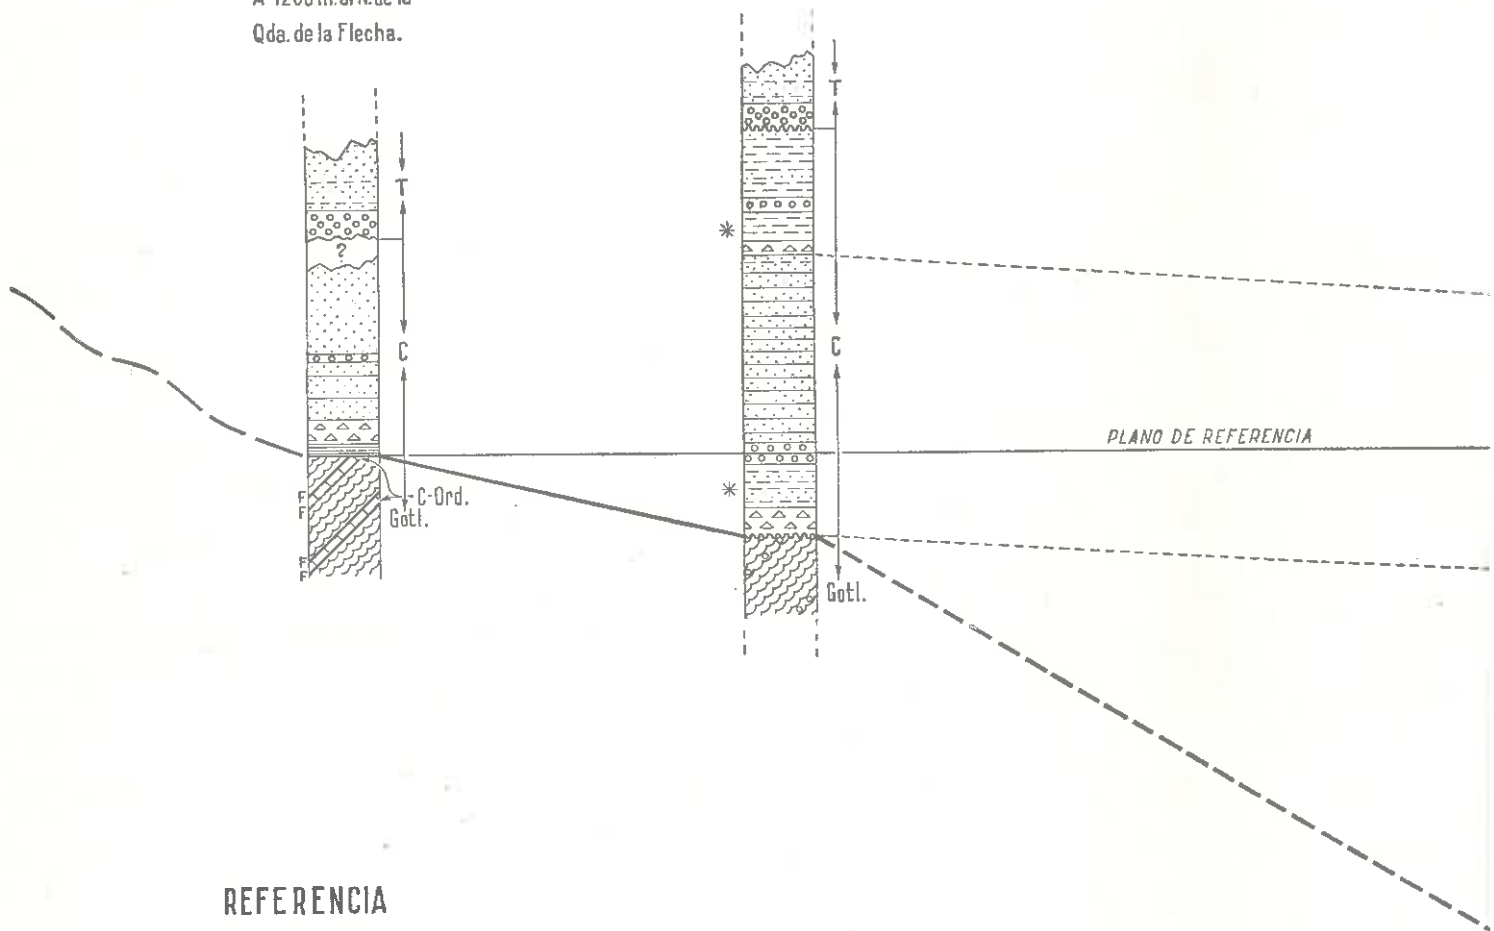 Qda. de la Flecha.
T
T
?
C
C
PLANO DE REFERENCIA
F
F
C-Ord.
Gotl.
F
F
Gotl.
REFERENCIA